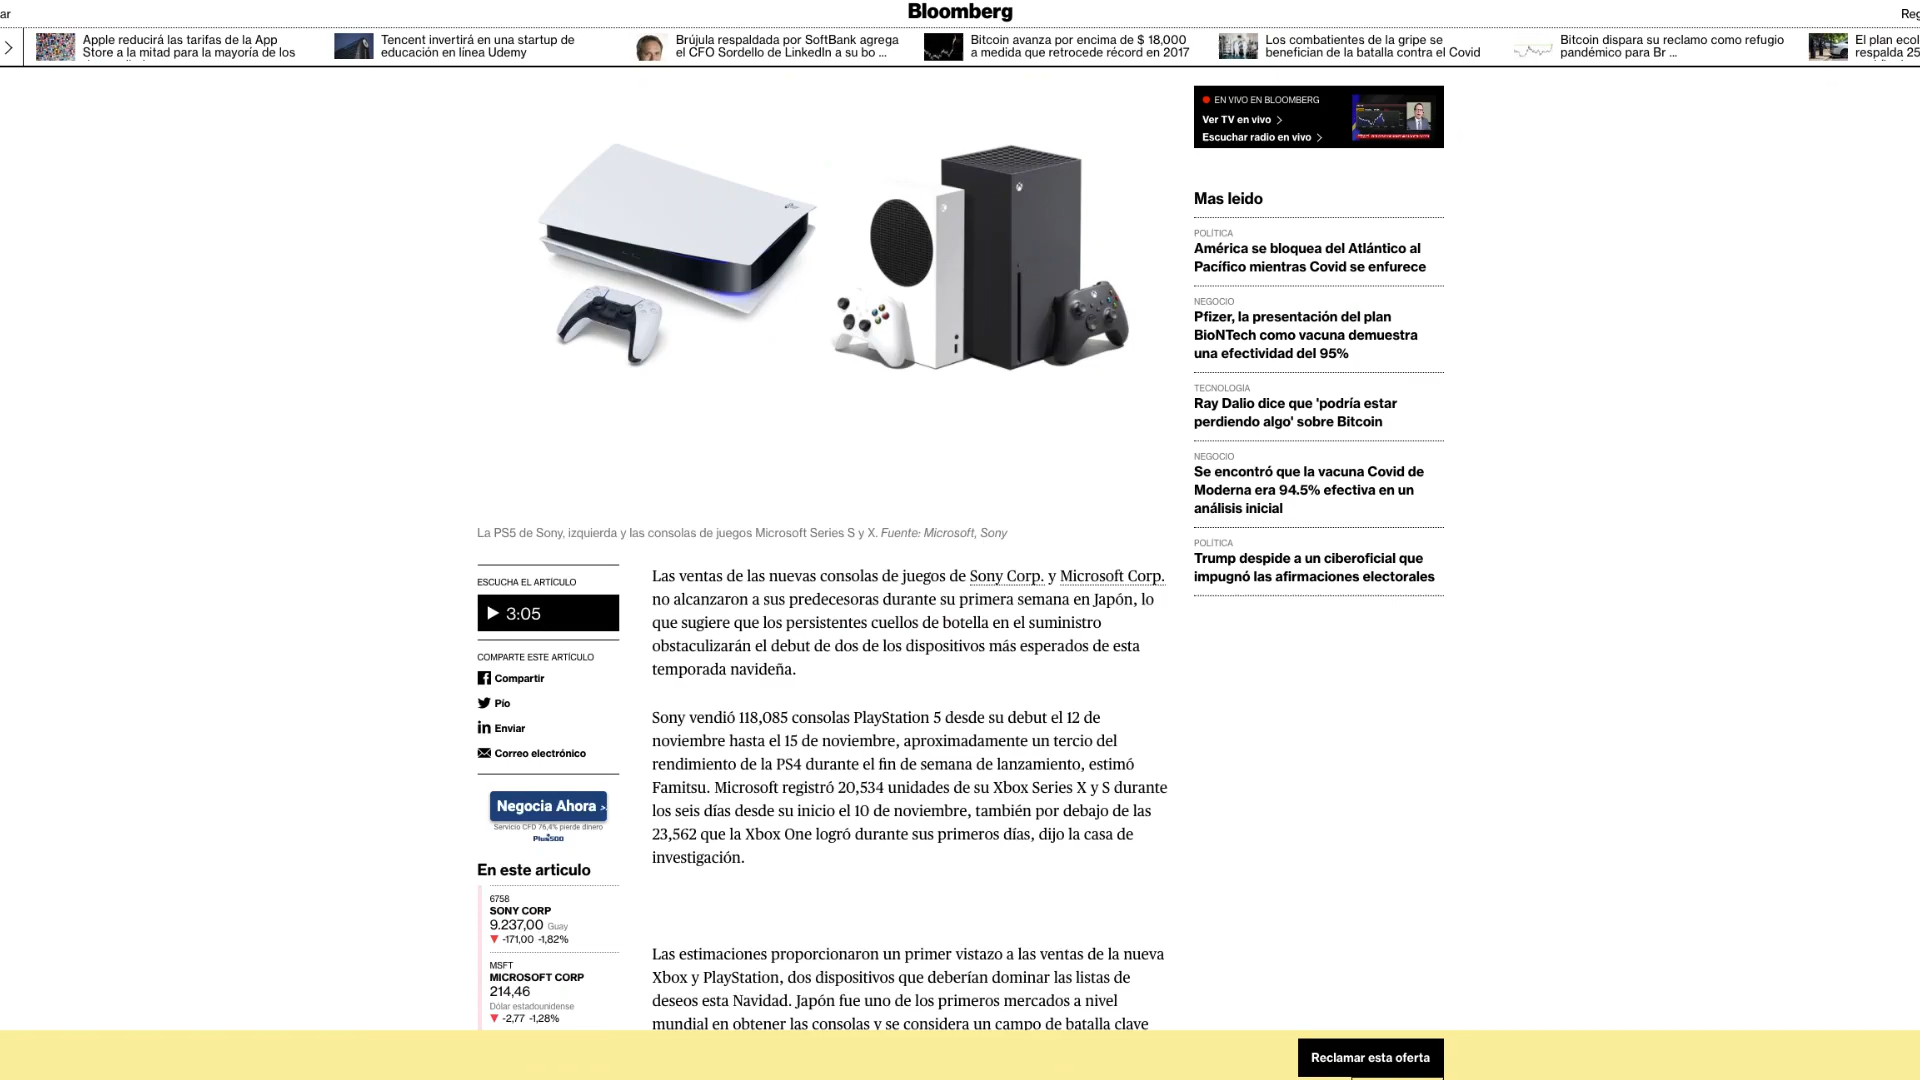 ar
Bloomberg
Reg
Apple reducirá las tarifas de la App
Store a la mitad para la mayoría de los
Tencent invertirá en una startup de
educación en línea Udemy
Brújula respaldada por SoftBank agrega
el CFO Sordello de LinkedIn a su bo ...
Bitcoin avanza por encima de $ 18,000
a medida que retrocede récord en 2017
Los combatientes de la gripe se
benefician de la batalla contra el Covid
Bitcoin dispara su reclamo como refugio
pandémico para Br ...
El plan ecol
respalda 25
EN VIVO EN BLOOMBERG
Ver TV en vivo
Escuchar radio en vivo
Mas leido
POLÍTICA
América se bloquea del Atlántico al
Pacífico mientras Covid se enfurece
NEGOCIO
Pfizer, la presentación del plan
BioNTech como vacuna demuestra
una efectividad del 95%
TECNOLOGÍA
Ray Dalio dice que 'podría estar
perdiendo algo' sobre Bitcoin
NEGOCIO
Se encontró que la vacuna Covid de
Moderna era 94.5% efectiva en un
análisis inicial
POLÍTICA
Trump despide a un ciberoficial que
impugnó las afirmaciones electorales
La PS5 de Sony, izquierda y las consolas de juegos Microsoft Series S y X. Fuente: Microsoft, Sony
ESCUCHA EL ARTÍCULO
3:05
COMPARTE ESTE ARTÍCULO
Compartir
Pío
Enviar
Correo electrónico
Negocia Ahora >
Servicio CFD 76,4% pierde dinero
Plus500
En este articulo
6758
SONY CORP
9.237,00 Guay
-171,00 -1,82%
MSFT
MICROSOFT CORP
214,46
Dólar estadounidense
-2,77 -1,28%
Las ventas de las nuevas consolas de juegos de Sony Corp. y Microsoft Corp.
no alcanzaron a sus predecesoras durante su primera semana en Japón, lo
que sugiere que los persistentes cuellos de botella en el suministro
obstaculizarán el debut de dos de los dispositivos más esperados de esta
temporada navideña.
Sony vendió 118,085 consolas PlayStation 5 desde su debut el 12 de
noviembre hasta el 15 de noviembre, aproximadamente un tercio del
rendimiento de la PS4 durante el fin de semana de lanzamiento, estimó
Famitsu. Microsoft registró 20,534 unidades de su Xbox Series X y S durante
los seis días desde su inicio el 10 de noviembre, también por debajo de las
23,562 que la Xbox One logró durante sus primeros días, dijo la casa de
investigación.
Las estimaciones proporcionaron un primer vistazo a las ventas de la nueva
Xbox y PlayStation, dos dispositivos que deberían dominar las listas de
deseos esta Navidad. Japón fue uno de los primeros mercados a nivel
mundial en obtener las consolas y se considera un campo de batalla clave
Reclamar esta oferta